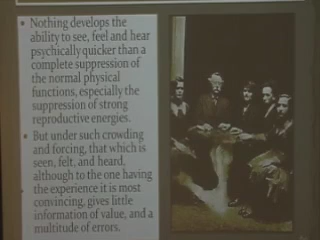 Nothing develops the
ability to see, feel and hear
psychically quicker than a
complete suppression of
the normal physical
functions, especially the
suppression of strong
reproductive energies.
But under such crowding
and forcing, that which is
seen, felt, and heard,
although to the one having
the experience it is most
convincing, gives little
information of value, and a
multitude of errors.